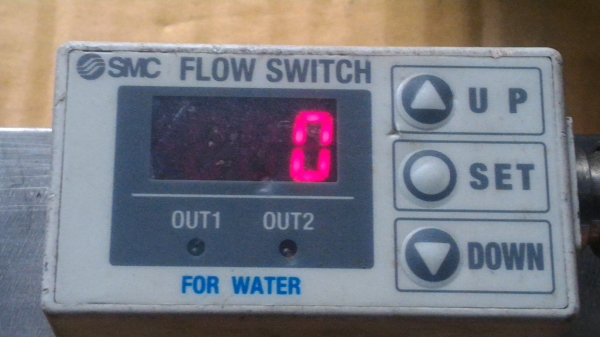 SMC FLOW SWITCH
0
OUT1 OUT2
FOR WATER
UP
SET
DOWN